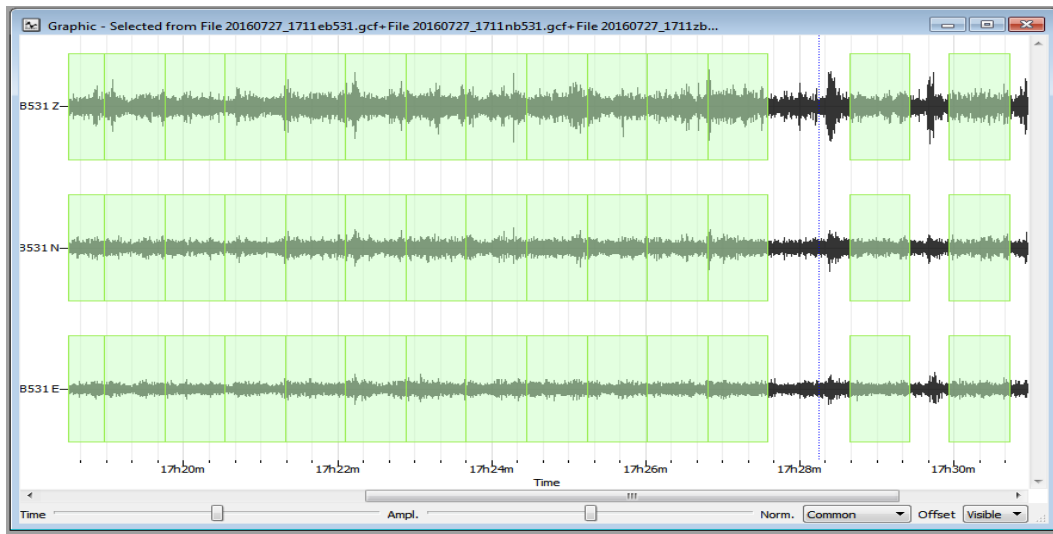 Graphic - Selected from File 20160727_1711eb531.gcf+File 20160727_1711nb531.gcf+File 20160727_1711zb...
B531 Z
B531 N
B531 E
17h20m 17h22m 17h24m 17h26m 17h28m 17h30m
Time
Time Ampl. Norm. Common Offset Visible